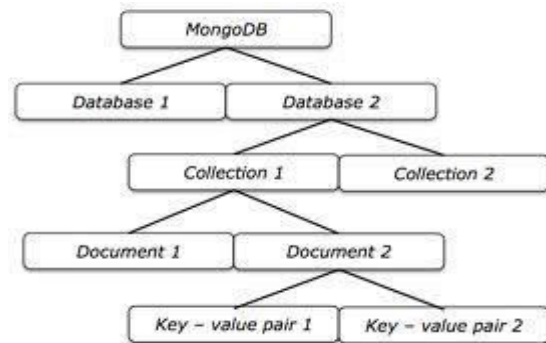 MongoDB
Database 1
Database 2
Collection 1
Collection 2
Document 1
Document 2
Key – value pair 1
Key – value pair 2